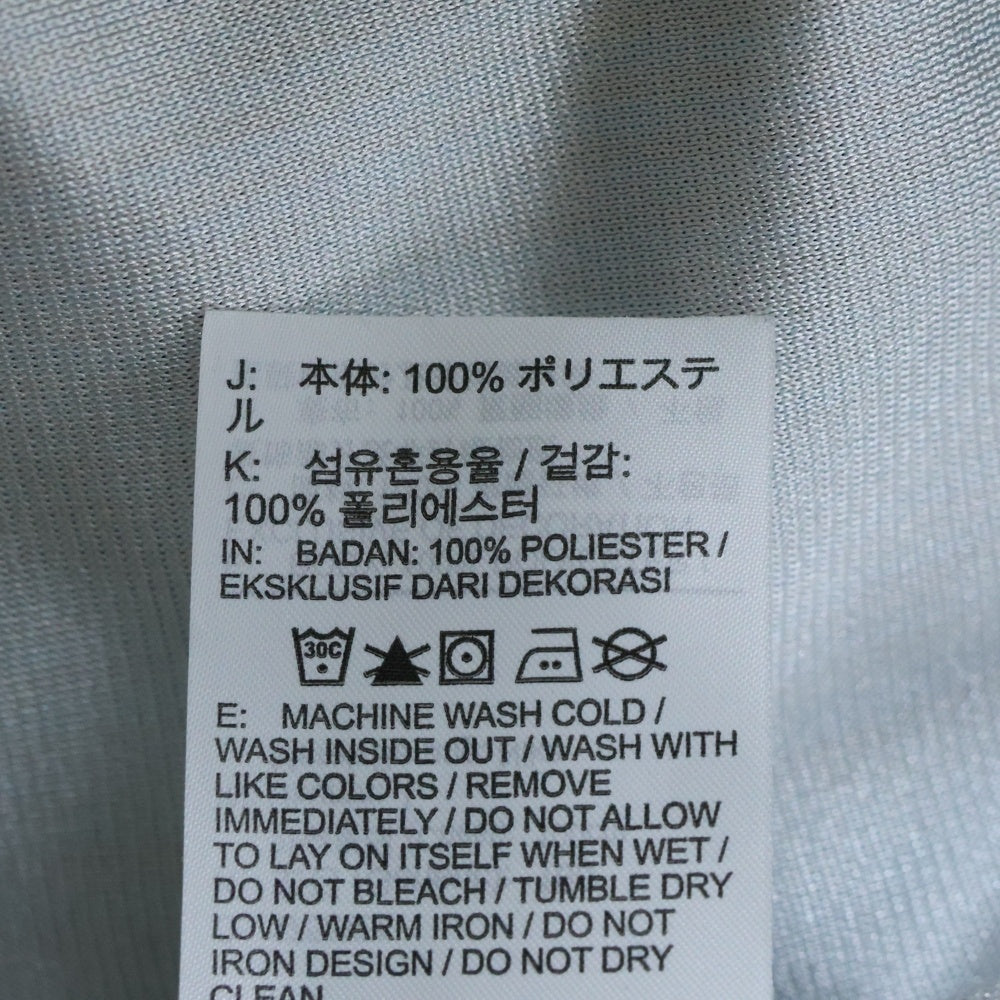 J: 本体: 100% ポリエステ
ル
K: 섬유혼용율 / 겉감:
100% 폴리에스터
IN: BADAN: 100% POLIESTER /
EKSKLUSIF DARI DEKORASI
30C
E: MACHINE WASH COLD /
WASH INSIDE OUT / WASH WITH
LIKE COLORS / REMOVE
IMMEDIATELY / DO NOT ALLOW
TO LAY ON ITSELF WHEN WET /
DO NOT BLEACH / TUMBLE DRY
LOW / WARM IRON / DO NOT
IRON DESIGN / DO NOT DRY
CLEAN